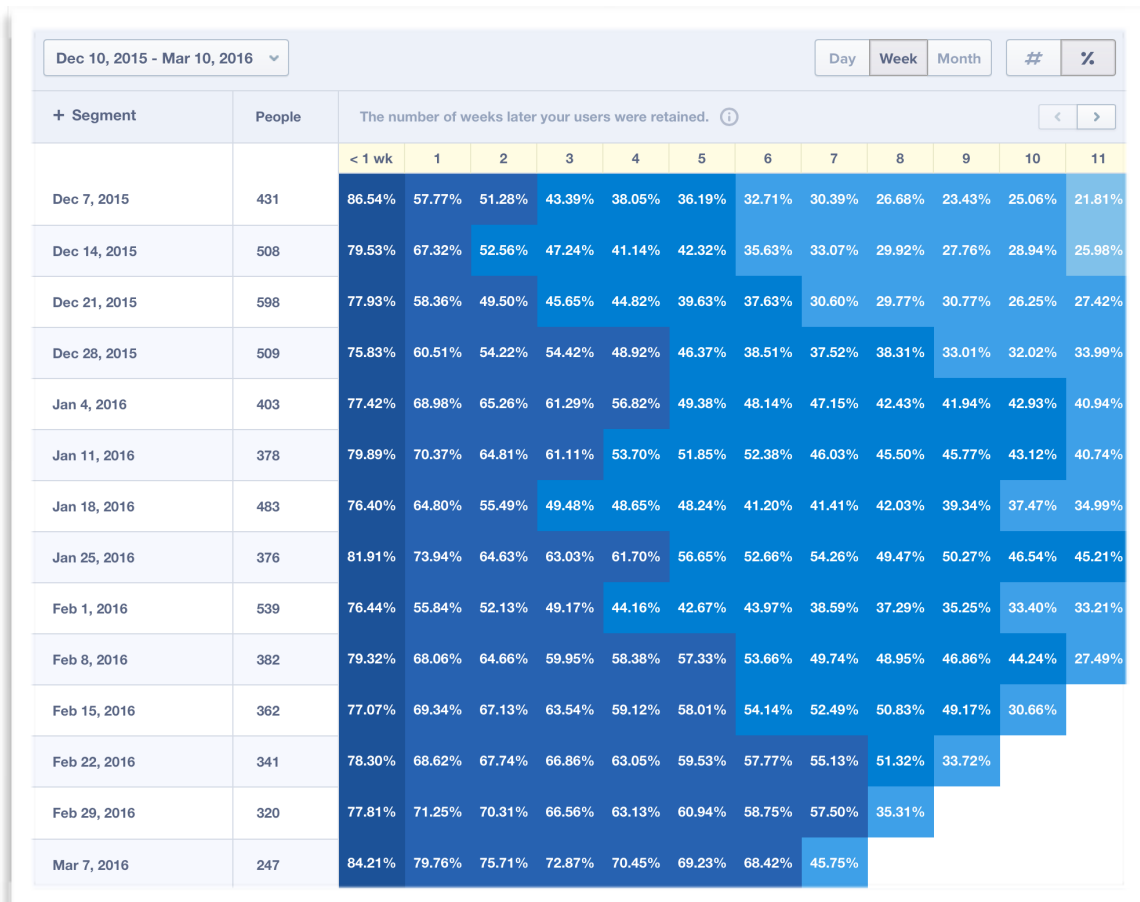 Dec 10, 2015 - Mar 10, 2016 Day Week Month # %
+ Segment People The number of weeks later your users were retained.
< 1 wk 1 2 3 4 5 6 7 8 9 10 11
Dec 7, 2015 431 86.54% 57.77% 51.28% 43.39% 38.05% 36.19% 32.71% 30.39% 26.68% 23.43% 25.06% 21.81%
Dec 14, 2015 508 79.53% 67.32% 52.56% 47.24% 41.14% 42.32% 35.63% 33.07% 29.92% 27.76% 28.94% 25.98%
Dec 21, 2015 598 77.93% 58.36% 49.50% 45.65% 44.82% 39.63% 37.63% 30.60% 29.77% 30.77% 26.25% 27.42%
Dec 28, 2015 509 75.83% 60.51% 54.22% 54.42% 48.92% 46.37% 38.51% 37.52% 38.31% 33.01% 32.02% 33.99%
Jan 4, 2016 403 77.42% 68.98% 65.26% 61.29% 56.82% 49.38% 48.14% 47.15% 42.43% 41.94% 42.93% 40.94%
Jan 11, 2016 378 79.89% 70.37% 64.81% 61.11% 53.70% 51.85% 52.38% 46.03% 45.50% 45.77% 43.12% 40.74%
Jan 18, 2016 483 76.40% 64.80% 55.49% 49.48% 48.65% 48.24% 41.20% 41.41% 42.03% 39.34% 37.47% 34.99%
Jan 25, 2016 376 81.91% 73.94% 64.63% 63.03% 61.70% 56.65% 52.66% 54.26% 49.47% 50.27% 46.54% 45.21%
Feb 1, 2016 539 76.44% 55.84% 52.13% 49.17% 44.16% 42.67% 43.97% 38.59% 37.29% 35.25% 33.40% 33.21%
Feb 8, 2016 382 79.32% 68.06% 64.66% 59.95% 58.38% 57.33% 53.66% 49.74% 48.95% 46.86% 44.24% 27.49%
Feb 15, 2016 362 77.07% 69.34% 67.13% 63.54% 59.12% 58.01% 54.14% 52.49% 50.83% 49.17% 30.66%
Feb 22, 2016 341 78.30% 68.62% 67.74% 66.86% 63.05% 59.53% 57.77% 55.13% 51.32% 33.72%
Feb 29, 2016 320 77.81% 71.25% 70.31% 66.56% 63.13% 60.94% 58.75% 57.50% 35.31%
Mar 7, 2016 247 84.21% 79.76% 75.71% 72.87% 70.45% 69.23% 68.42% 45.75%